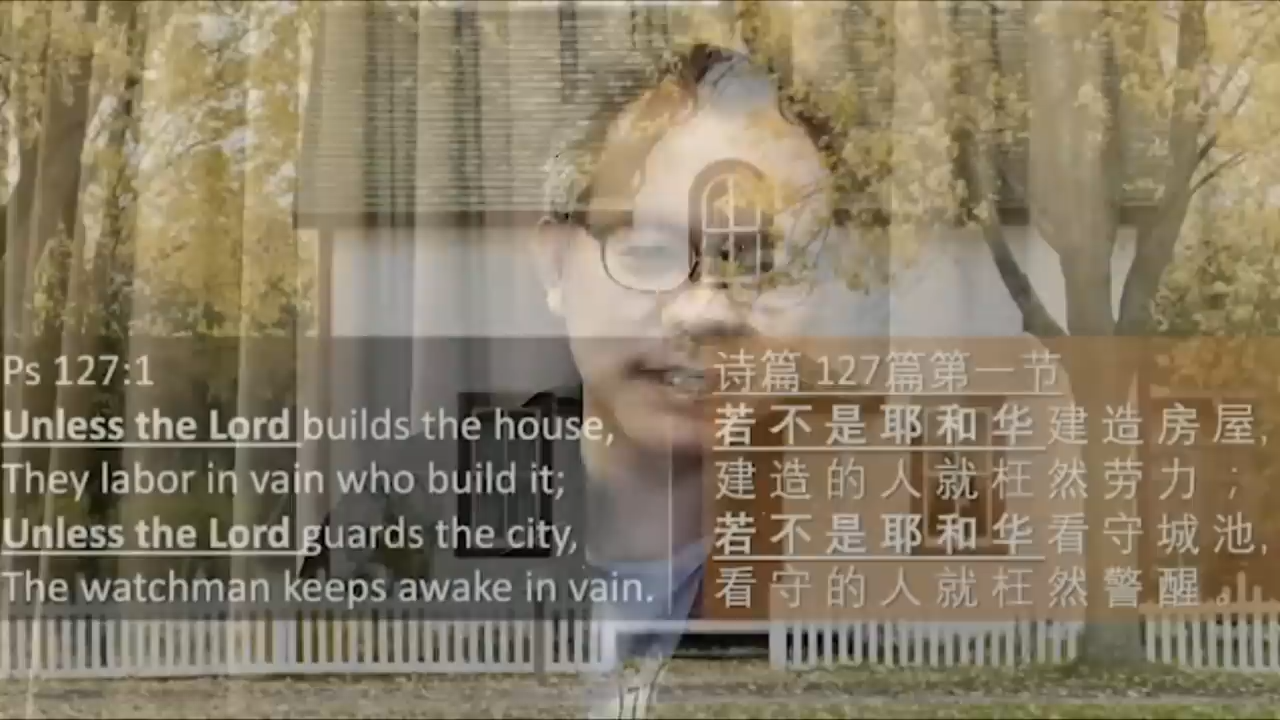 Ps 127:1
Unless the Lord builds the house,
They labor in vain who build it;
Unless the Lord guards the city,
The watchman keeps awake in vain.
诗篇 127篇第一节
若不是耶和华建造房屋,
建造的人就枉然劳力；
若不是耶和华看守城池,
看守的人就枉然警醒。